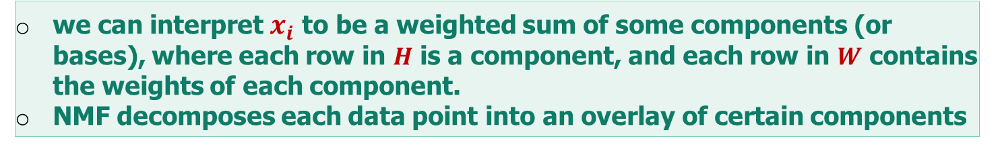 ○ we can interpret xᵢ to be a weighted sum of some components (or
bases), where each row in H is a component, and each row in W contains
the weights of each component.
○ NMF decomposes each data point into an overlay of certain components